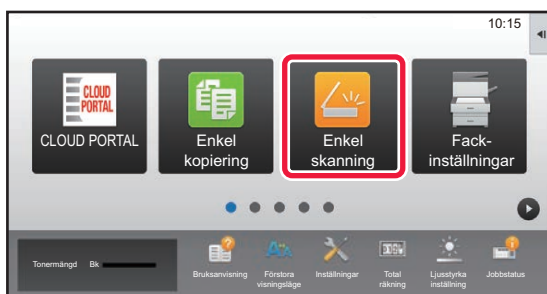 10:15
CLOUD
PORTAL
CLOUD PORTAL
Enkel
kopiering
Enkel
skanning
Fack-
inställningar
Tonermängd Bk
Bruksanvisning
Förstora
visningsläge
Inställningar
Total
räkning
Ljusstyrka
inställning
Jobbstatus